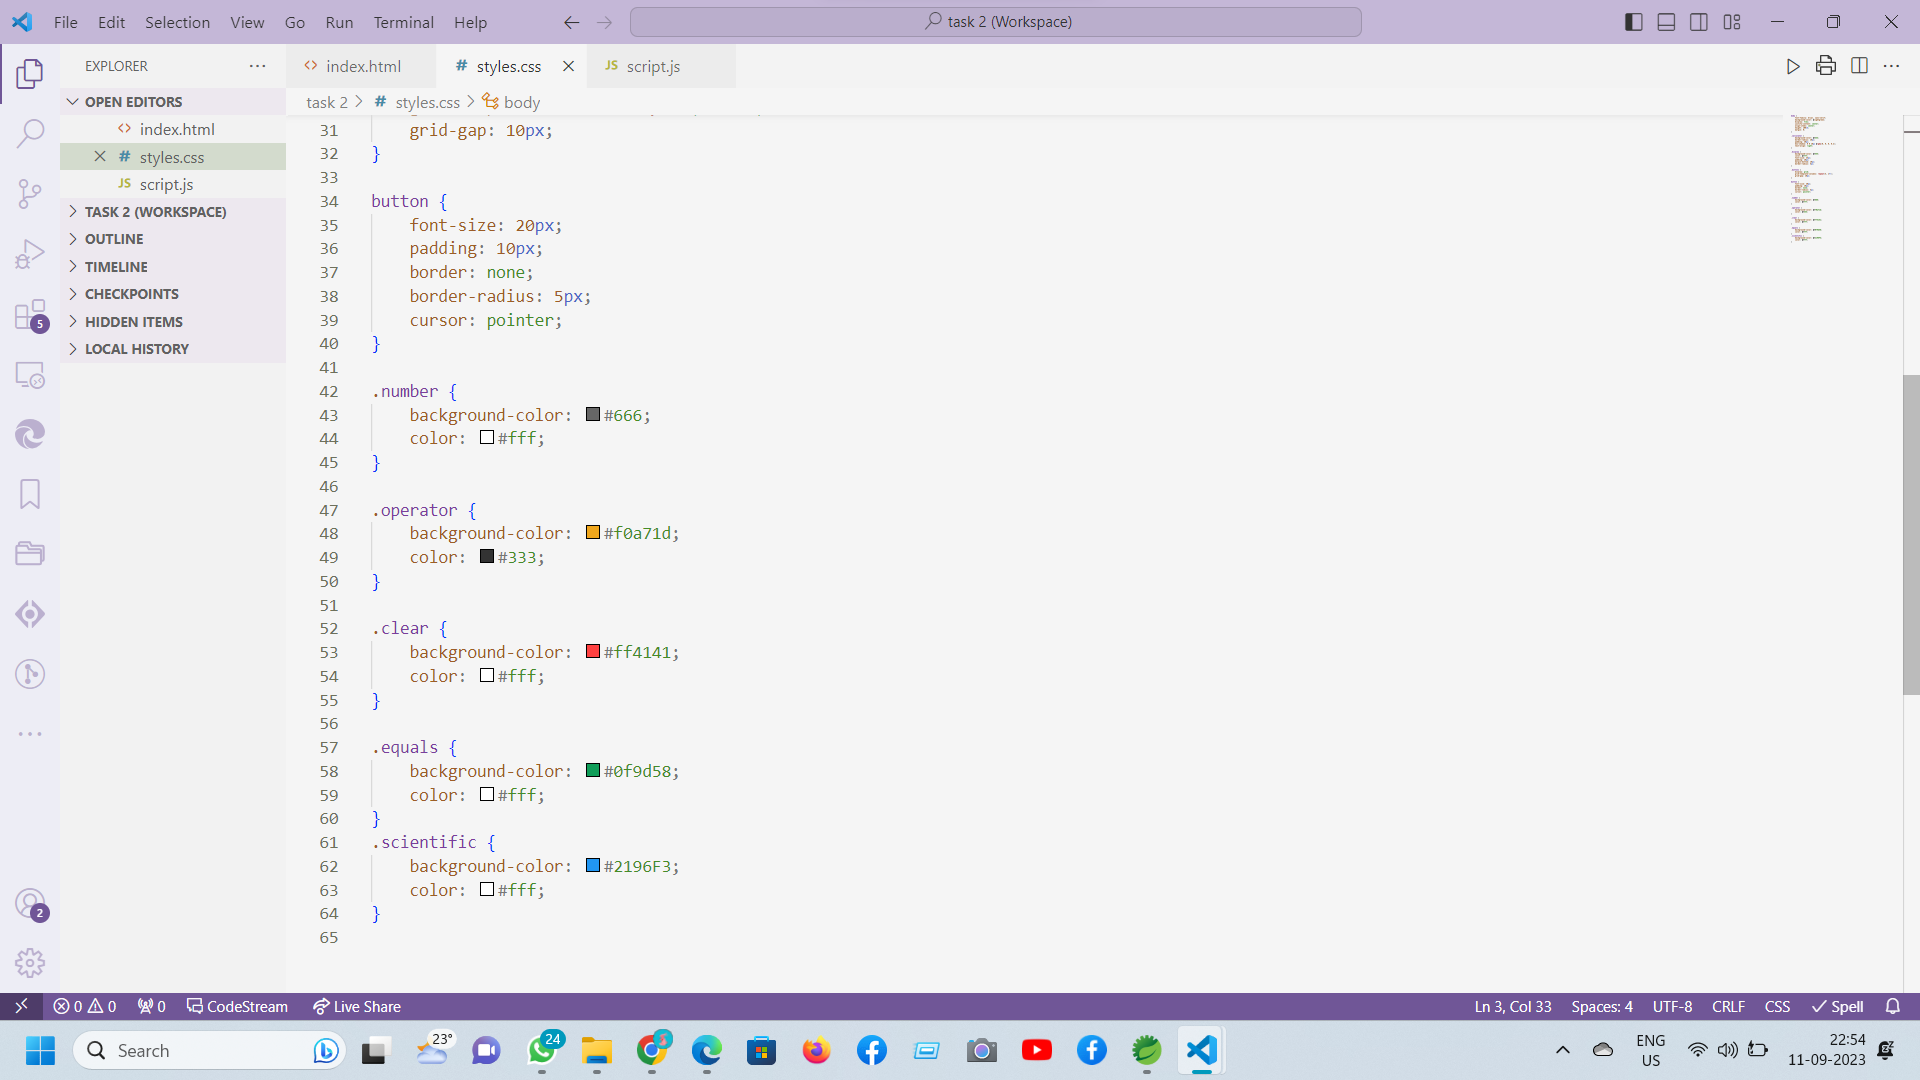 File Edit Selection View Go Run Terminal Help task 2 (Workspace)
EXPLORER
index.html
# styles.css
JS script.js
OPEN EDITORS
index.html
# styles.css
JS script.js
TASK 2 (WORKSPACE)
OUTLINE
TIMELINE
CHECKPOINTS
HIDDEN ITEMS
LOCAL HISTORY
5
2
task 2 > # styles.css > body
31 grid-gap: 10px;
32 }
33
34 button {
35 font-size: 20px;
36 padding: 10px;
37 border: none;
38 border-radius: 5px;
39 cursor: pointer;
40 }
41
42 .number {
43 background-color: #666;
44 color: #fff;
45 }
46
47 .operator {
48 background-color: #f0a71d;
49 color: #333;
50 }
51
52 .clear {
53 background-color: #ff4141;
54 color: #fff;
55 }
56
57 .equals {
58 background-color: #0f9d58;
59 color: #fff;
60 }
61 .scientific {
62 background-color: #2196F3;
63 color: #fff;
64 }
65
0 0 0 CodeStream Live Share Ln 3, Col 33 Spaces: 4 UTF-8 CRLF CSS Spell
Search 23° 24 ENG 22:54
US 11-09-2023